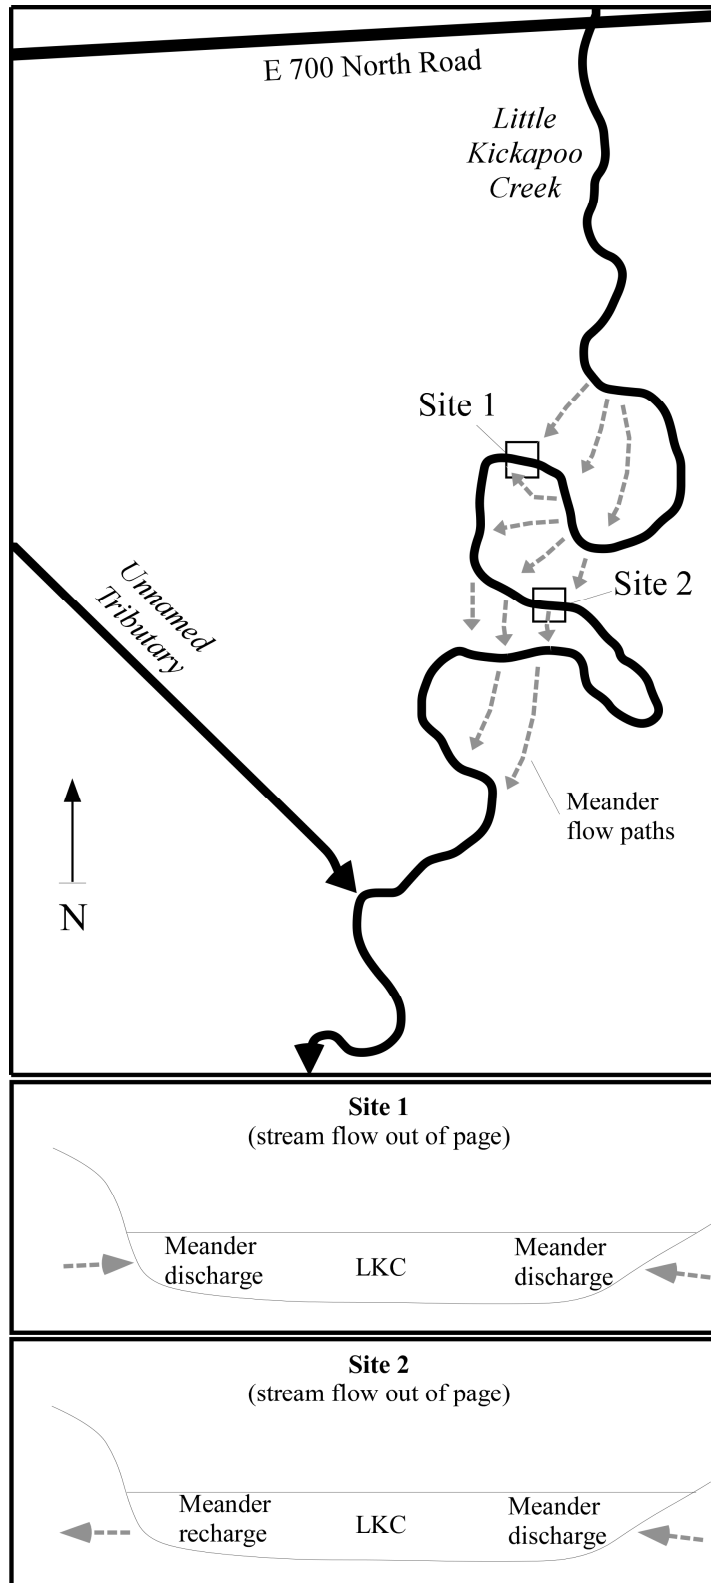 E 700 North Road
Little
Kickapoo
Creek
Site 1
Site 2
Unnamed
Tributary
Meander
flow paths
N
Site 1
(stream flow out of page)
Meander
discharge
LKC
Meander
discharge
Site 2
(stream flow out of page)
Meander
recharge
LKC
Meander
discharge